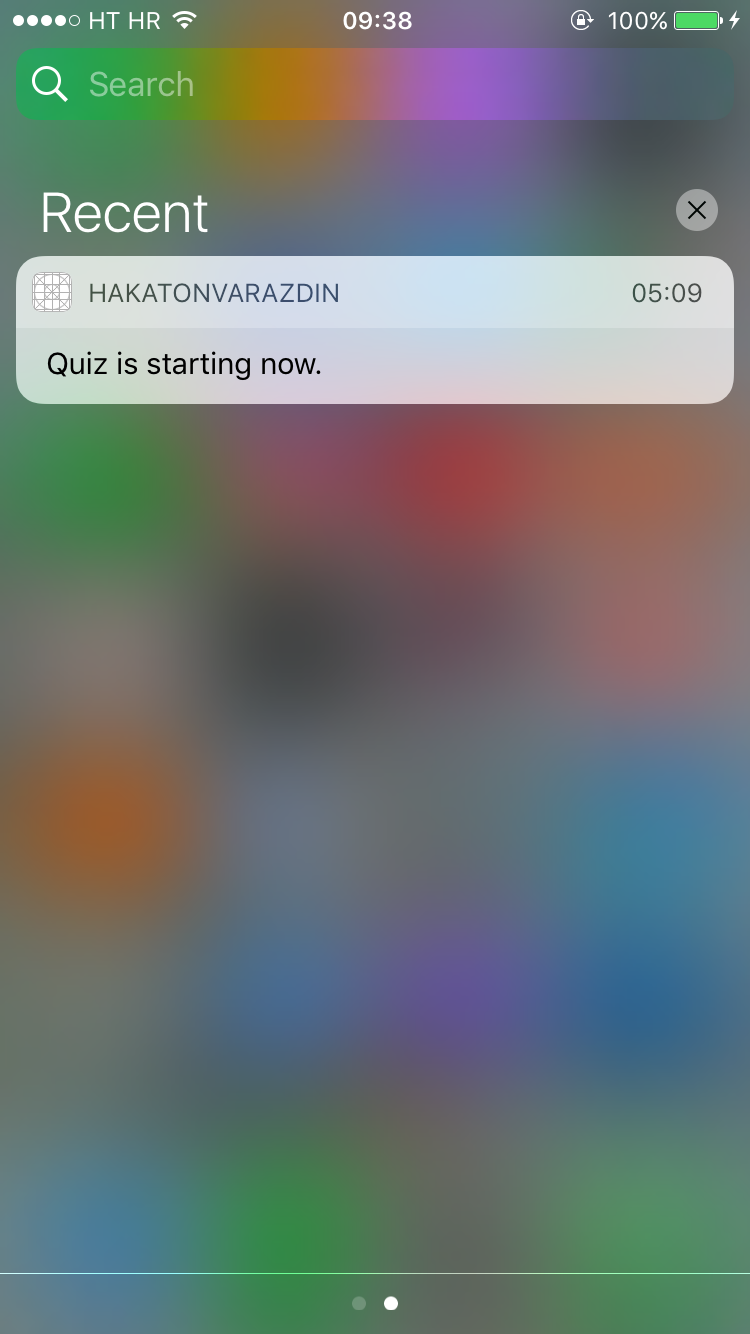 HT HR 09:38 100%
Search
Recent
HAKATONVARAZDIN 05:09
Quiz is starting now.